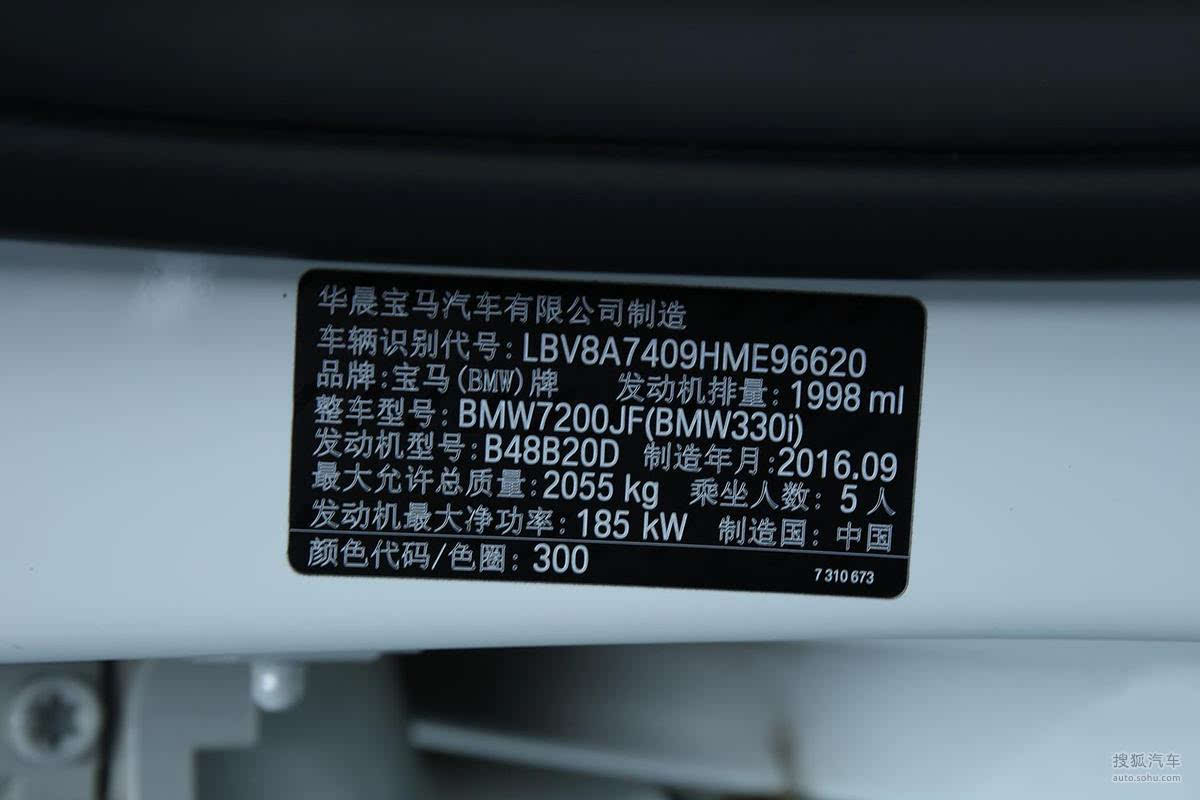 华晨宝马汽车有限公司制造
车辆识别代号：LBV8A7409HME96620
品牌：宝马(BMW)牌 发动机排量：1998 ml
整车型号：BMW7200JF(BMW330i)
发动机型号：B48B20D 制造年月：2016.09
最大允许总质量：2055 kg 乘坐人数：5 人
发动机最大净功率：185 kW 制造国：中国
颜色代码/色圈：300
7 310 673
搜狐汽车
auto.sohu.com